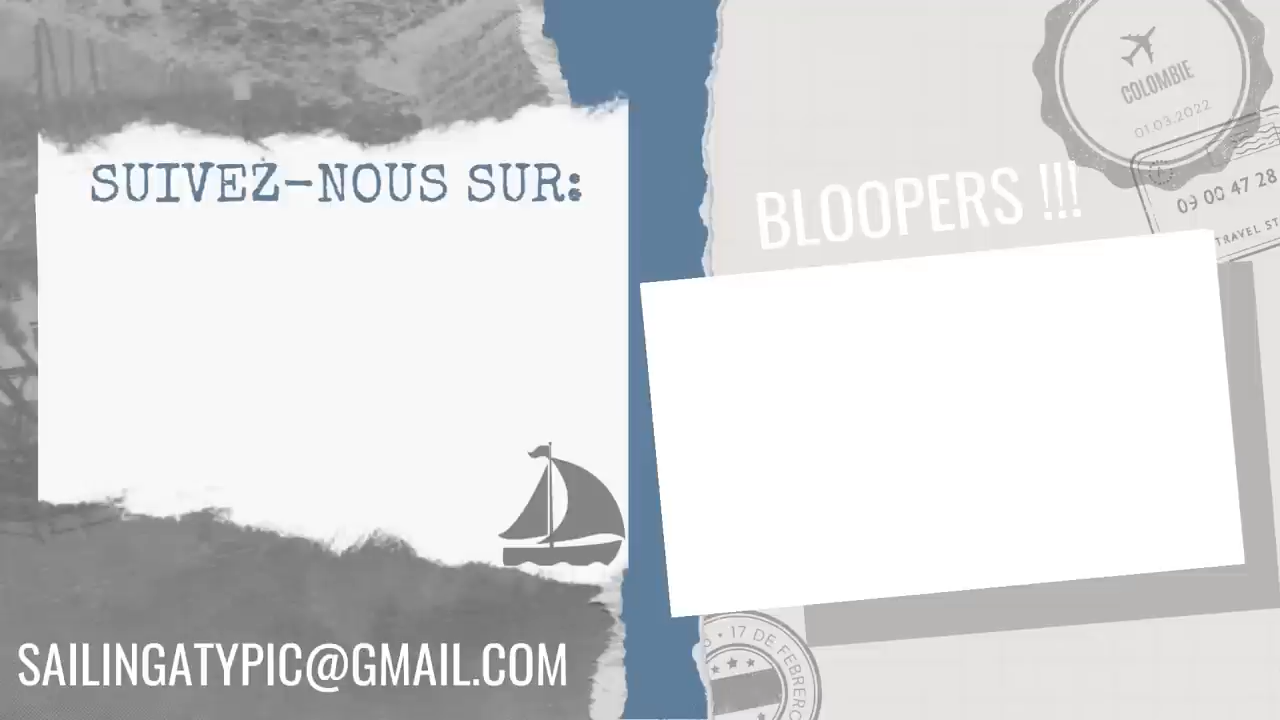 SUIVEZ-NOUS SUR:
BLOOPERS !!!
COLOMBIE
01.03.2022
09 00 47 28
TRAVEL ST
17 DE FEBRERO
SAILINGATYPIC@GMAIL.COM